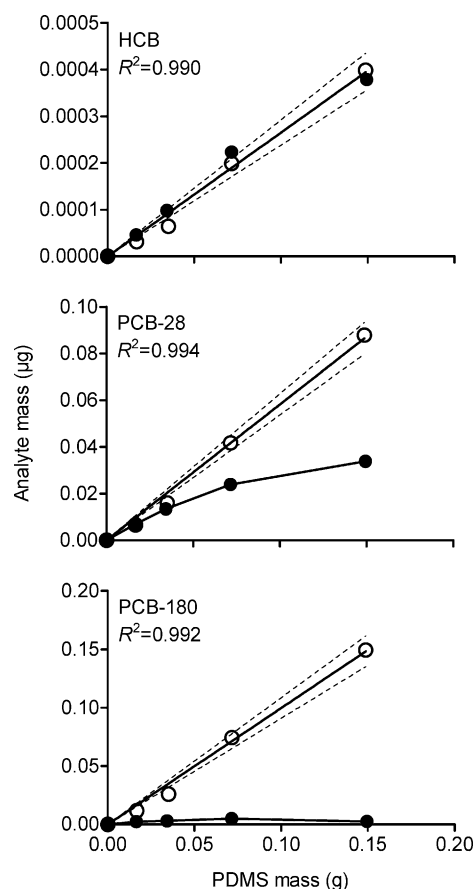 0.0005
HCB
R²=0.990
0.0004
0.0003
0.0002
0.0001
0.0000
0.10
PCB-28
R²=0.994
0.08
0.06
0.04
0.02
0.00
Analyte mass (µg)
0.20
PCB-180
R²=0.992
0.15
0.10
0.05
0.00
0.00 0.05 0.10 0.15 0.20
PDMS mass (g)